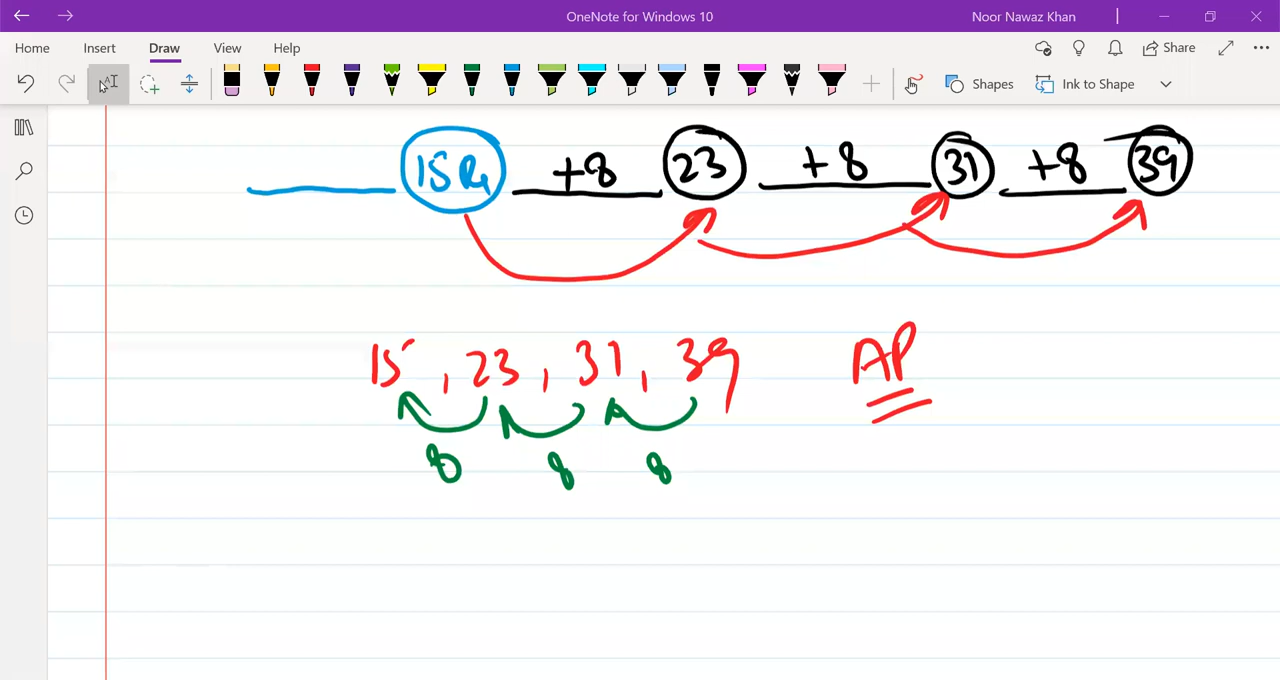 OneNote for Windows 10
Noor Nawaz Khan
Home Insert Draw View Help Share
Shapes Ink to Shape
15 Rs +8 23 +8 31 +8 39
15, 23, 31, 39 AP
8 8 8